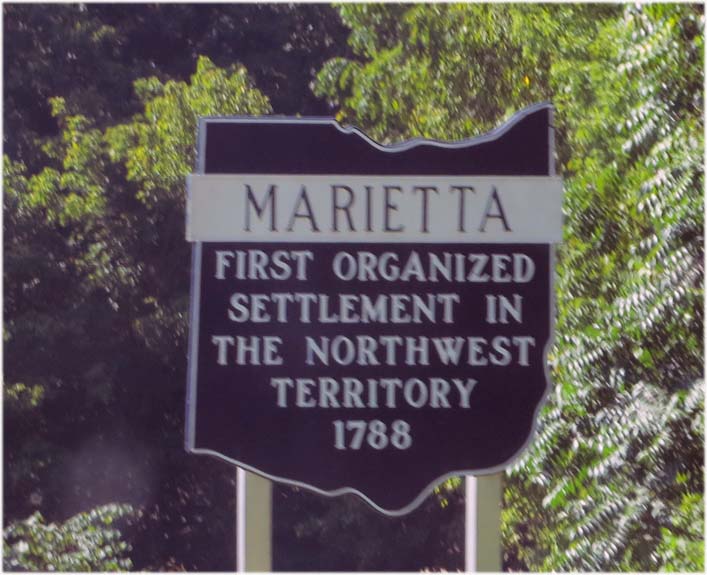 MARIETTA
FIRST ORGANIZED
SETTLEMENT IN
THE NORTHWEST
TERRITORY
1788